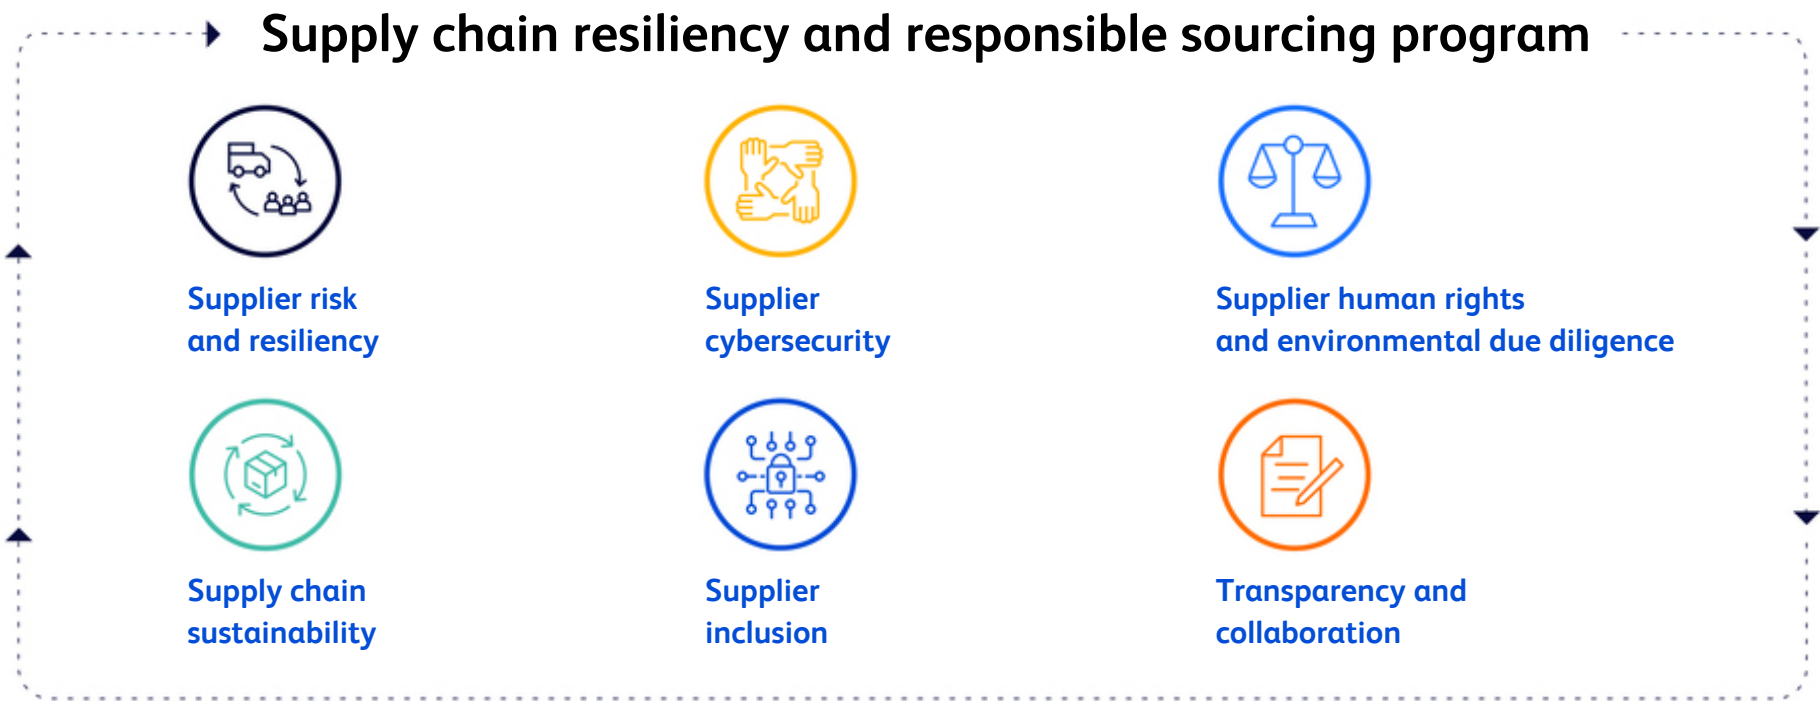 Supply chain resiliency and responsible sourcing program
Supplier risk
and resiliency
Supplier
cybersecurity
Supplier human rights
and environmental due diligence
Supply chain
sustainability
Supplier
inclusion
Transparency and
collaboration